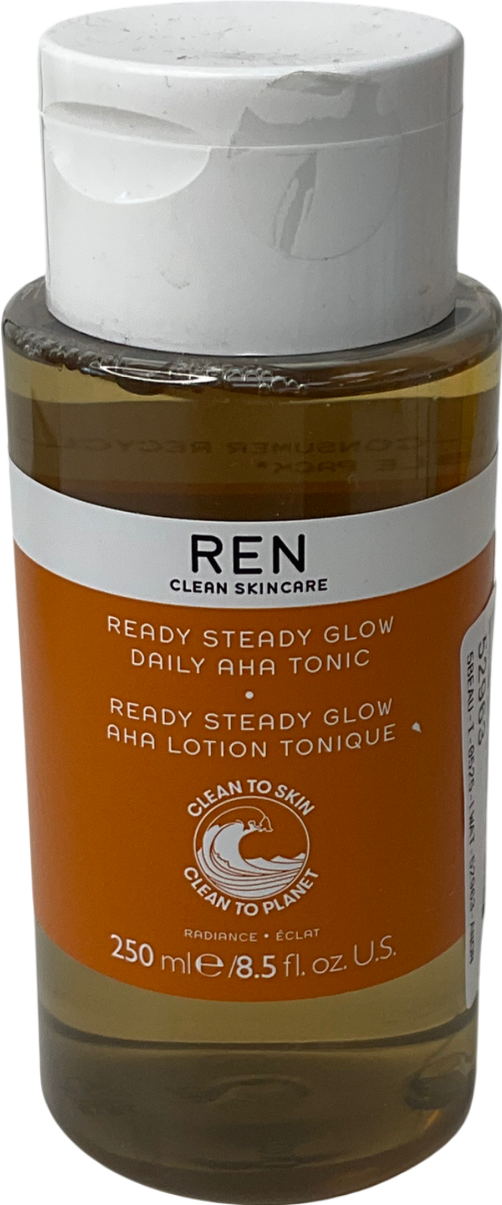 REN
CLEAN SKINCARE
READY STEADY GLOW
DAILY AHA TONIC
•
READY STEADY GLOW
AHA LOTION TONIQUE
CLEAN TO SKIN
CLEAN TO PLANET
RADIANCE • ÉCLAT
250 ml e/8.5 fl. oz. U.S.